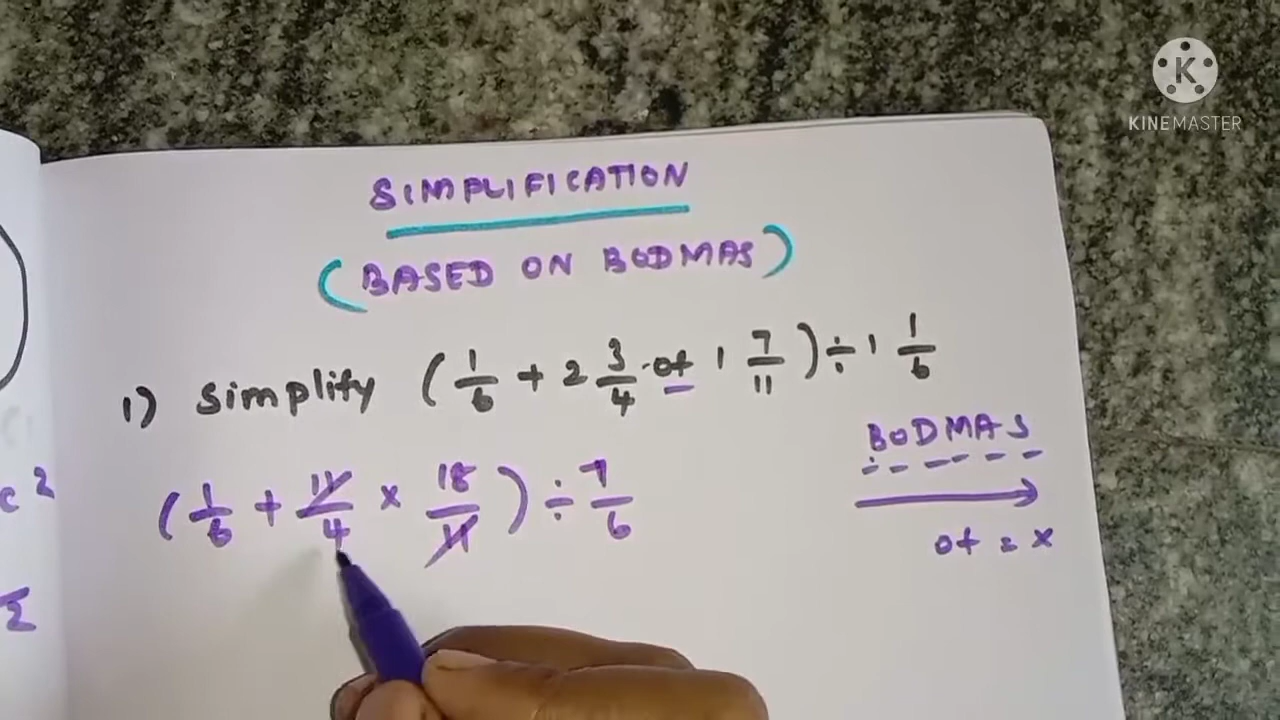 KINEMASTER
SIMPLIFICATION
(BASED ON BODMAS)
1) Simplify (1/6 + 2 3/4 of 1 7/11) ÷ 1 1/6
BODMAS
(1/6 + 11/4 × 18/11) ÷ 7/6
of = ×
c²
Σ